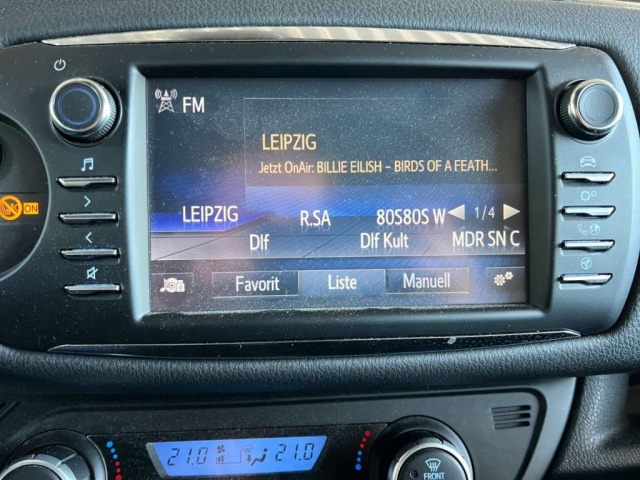 FM
LEIPZIG
Jetzt OnAir: BILLIE EILISH - BIRDS OF A FEATH...
LEIPZIG R.SA 80S80S W 1/4
Dlf Dlf Kult MDR SN C
Favorit Liste Manuell
ON
21.0 21.0
FRONT